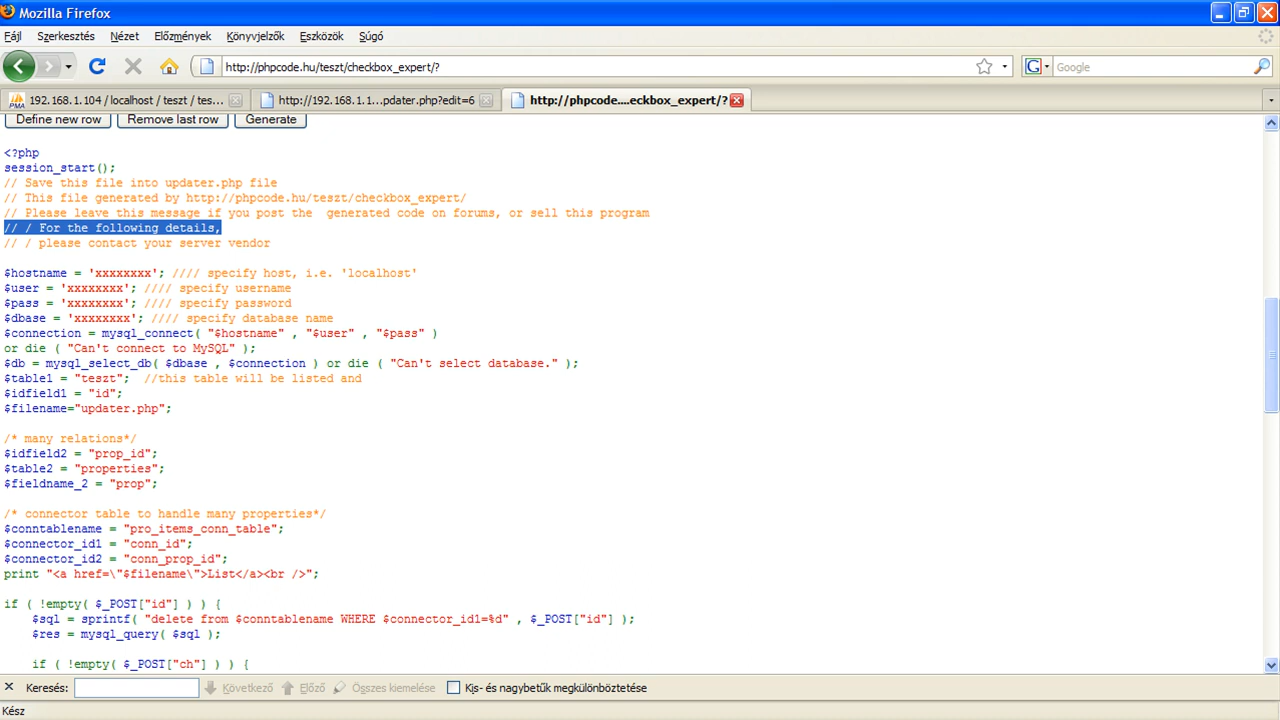 Mozilla Firefox
Fájl Szerkesztés Nézet Előzmények Könyvjelzők Eszközök Súgó
http://phpcode.hu/teszt/checkbox_expert/? G Google
PMA 192.168.1.104 / localhost / teszt / tes... http://192.168.1.1...pdater.php?edit=6 http://phpcode....eckbox_expert/?
Define new row Remove last row Generate
<?php
session_start();
// Save this file into updater.php file
// This file generated by http://phpcode.hu/teszt/checkbox_expert/
// Please leave this message if you post the  generated code on forums, or sell this program
// / For the following details,
// / please contact your server vendor
$hostname = 'xxxxxxxx'; //// specify host, i.e. 'localhost'
$user = 'xxxxxxxx'; //// specify username
$pass = 'xxxxxxxx'; //// specify password
$dbase = 'xxxxxxxx'; //// specify database name
$connection = mysql_connect( "$hostname" , "$user" , "$pass" )
or die ( "Can't connect to MySQL" );
$db = mysql_select_db( $dbase , $connection ) or die ( "Can't select database." );
$table1 = "teszt";  //this table will be listed and
$idfield1 = "id";
$filename="updater.php";
/* many relations*/
$idfield2 = "prop_id";
$table2 = "properties";
$fieldname_2 = "prop";
/* connector table to handle many properties*/
$conntablename = "pro_items_conn_table";
$connector_id1 = "conn_id";
$connector_id2 = "conn_prop_id";
print "<a href=\"$filename\">List</a><br />";
if ( !empty( $_POST["id"] ) ) {
$sql = sprintf( "delete from $conntablename WHERE $connector_id1=%d" , $_POST["id"] );
$res = mysql_query( $sql );
if ( !empty( $_POST["ch"] ) ) {
Keresés: Következő Előző Összes kiemelése Kis- és nagybetűk megkülönböztetése
Kész